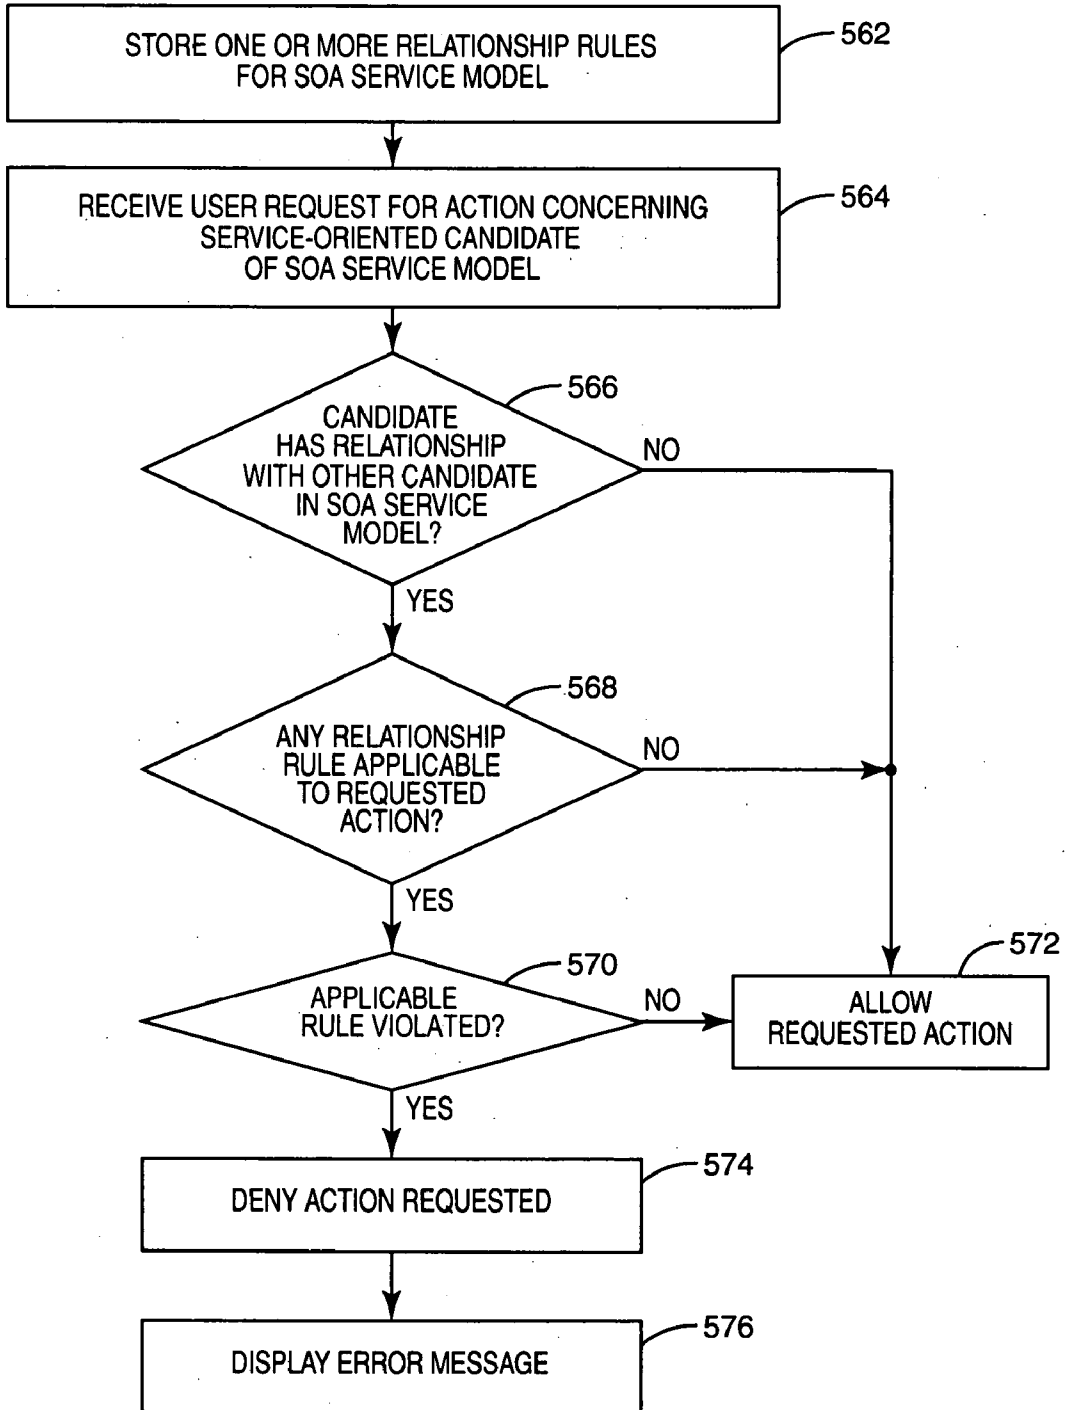 STORE ONE OR MORE RELATIONSHIP RULES
FOR SOA SERVICE MODEL
562
RECEIVE USER REQUEST FOR ACTION CONCERNING
SERVICE-ORIENTED CANDIDATE
OF SOA SERVICE MODEL
564
CANDIDATE
HAS RELATIONSHIP
WITH OTHER CANDIDATE
IN SOA SERVICE
MODEL?
566
NO
YES
ANY RELATIONSHIP
RULE APPLICABLE
TO REQUESTED
ACTION?
568
NO
YES
APPLICABLE
RULE VIOLATED?
570
NO
ALLOW
REQUESTED ACTION
572
YES
DENY ACTION REQUESTED
574
DISPLAY ERROR MESSAGE
576